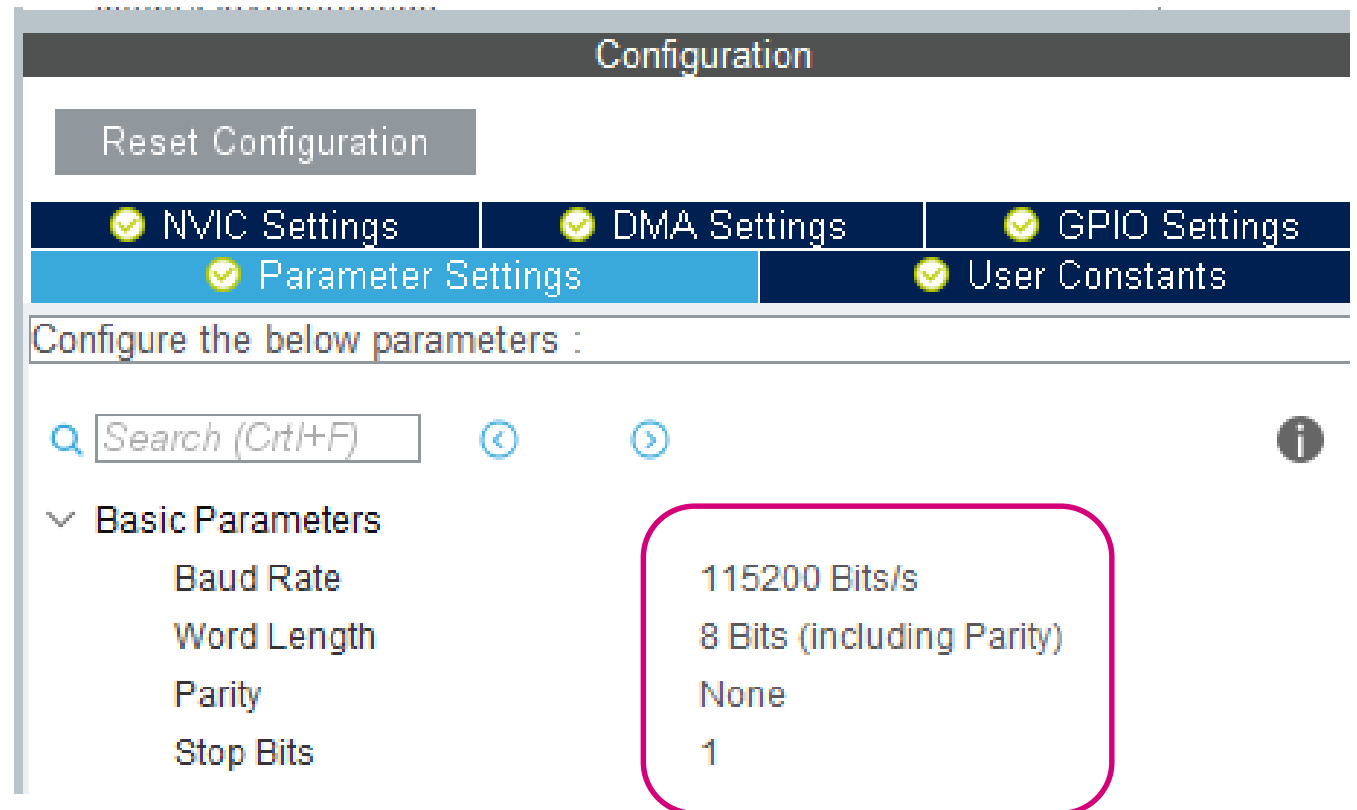 Configuration
Reset Configuration
NVIC Settings DMA Settings GPIO Settings
Parameter Settings User Constants
Configure the below parameters :
Search (Crtl+F)
Basic Parameters
Baud Rate 115200 Bits/s
Word Length 8 Bits (including Parity)
Parity None
Stop Bits 1